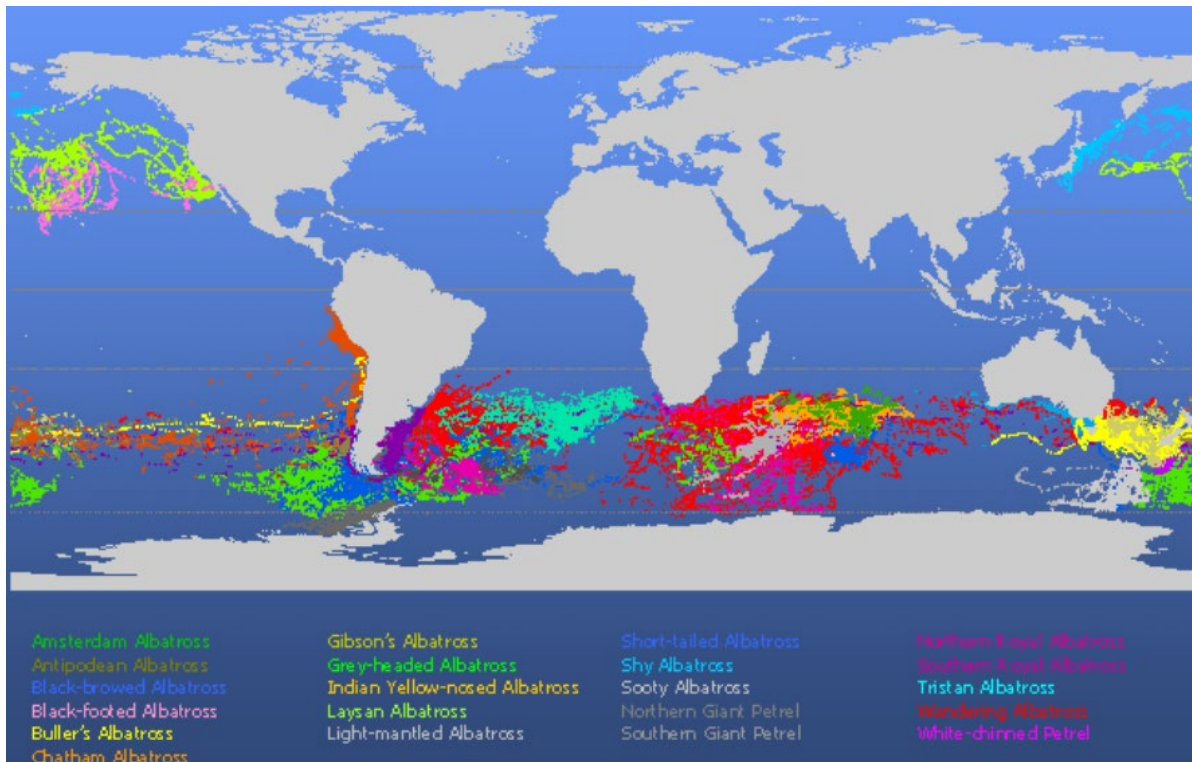 Amsterdam Albatross
Antipodean Albatross
Black-browed Albatross
Black-footed Albatross
Buller's Albatross
Chatham Albatross
Gibson's Albatross
Grey-headed Albatross
Indian Yellow-nosed Albatross
Laysan Albatross
Light-mantled Albatross
Short-tailed Albatross
Shy Albatross
Sooty Albatross
Northern Giant Petrel
Southern Giant Petrel
Northern Royal Albatross
Southern Royal Albatross
Tristan Albatross
Wandering Albatross
White-chinned Petrel